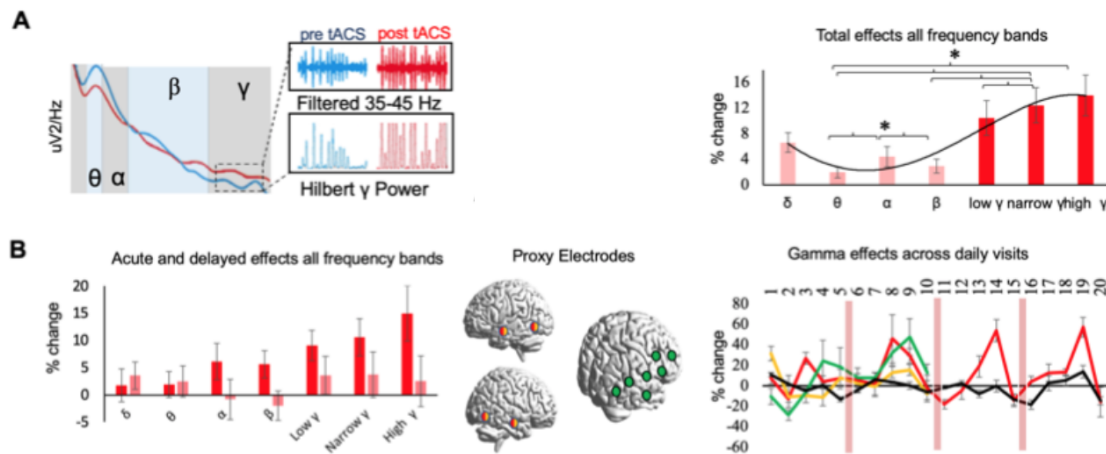 A
pre tACS post tACS
uV2/Hz
θ α β γ
Filtered 35-45 Hz
Hilbert γ Power
Total effects all frequency bands
*
*
% change
16
12
8
4
0
δ θ α β low γ narrow γ high γ
B
Acute and delayed effects all frequency bands
% change
20
15
10
5
0
-5
δ θ α β Low γ Narrow γ High γ
Proxy Electrodes
Gamma effects across daily visits
1 2 3 4 5 6 7 8 9 10 11 12 13 14 15 16 17 18 19 20
% change
80
60
40
20
0
-20
-40
-60